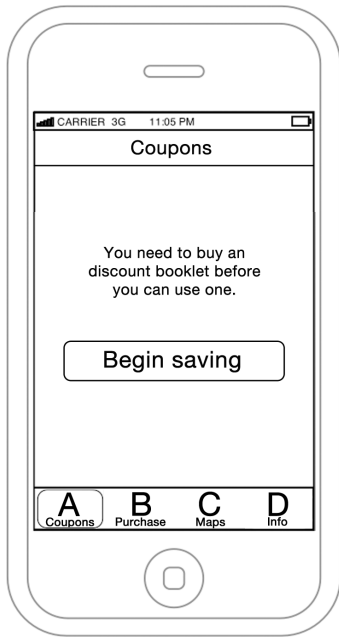 CARRIER 3G 11:05 PM
Coupons
You need to buy an
discount booklet before
you can use one.
Begin saving
A B C D
Coupons Purchase Maps Info